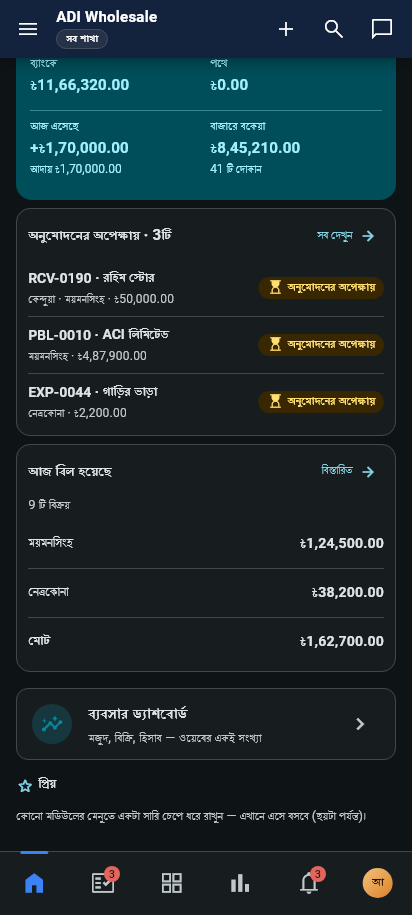 ADI Wholesale
সব শাখা
ব্যাংকে পথে
৳11,66,320.00 ৳0.00
আজ এসেছে বাজারে বকেয়া
+৳1,70,000.00 ৳8,45,210.00
আদায় ৳1,70,000.00 41 টি দোকান
অনুমোদনের অপেক্ষায় · 3টি সব দেখুন →
RCV-0190 · রহিম স্টোর
কেন্দুয়া · ময়মনসিংহ · ৳50,000.00
অনুমোদনের অপেক্ষায়
PBL-0010 · ACI লিমিটেড
ময়মনসিংহ · ৳4,87,900.00
অনুমোদনের অপেক্ষায়
EXP-0044 · গাড়ির ভাড়া
নেত্রকোনা · ৳2,200.00
অনুমোদনের অপেক্ষায়
আজ বিল হয়েছে বিস্তারিত →
9 টি বিক্রয়
ময়মনসিংহ ৳1,24,500.00
নেত্রকোনা ৳38,200.00
মোট ৳1,62,700.00
ব্যবসার ড্যাশবোর্ড
মজুদ, বিক্রি, হিসাব — ওয়েবের একই সংখ্যা
প্রিয়
কোনো মডিউলের মেনুতে একটা সারি চেপে ধরে রাখুন — এখানে এসে বসবে (ছয়টা পর্যন্ত)।
3 3 আ